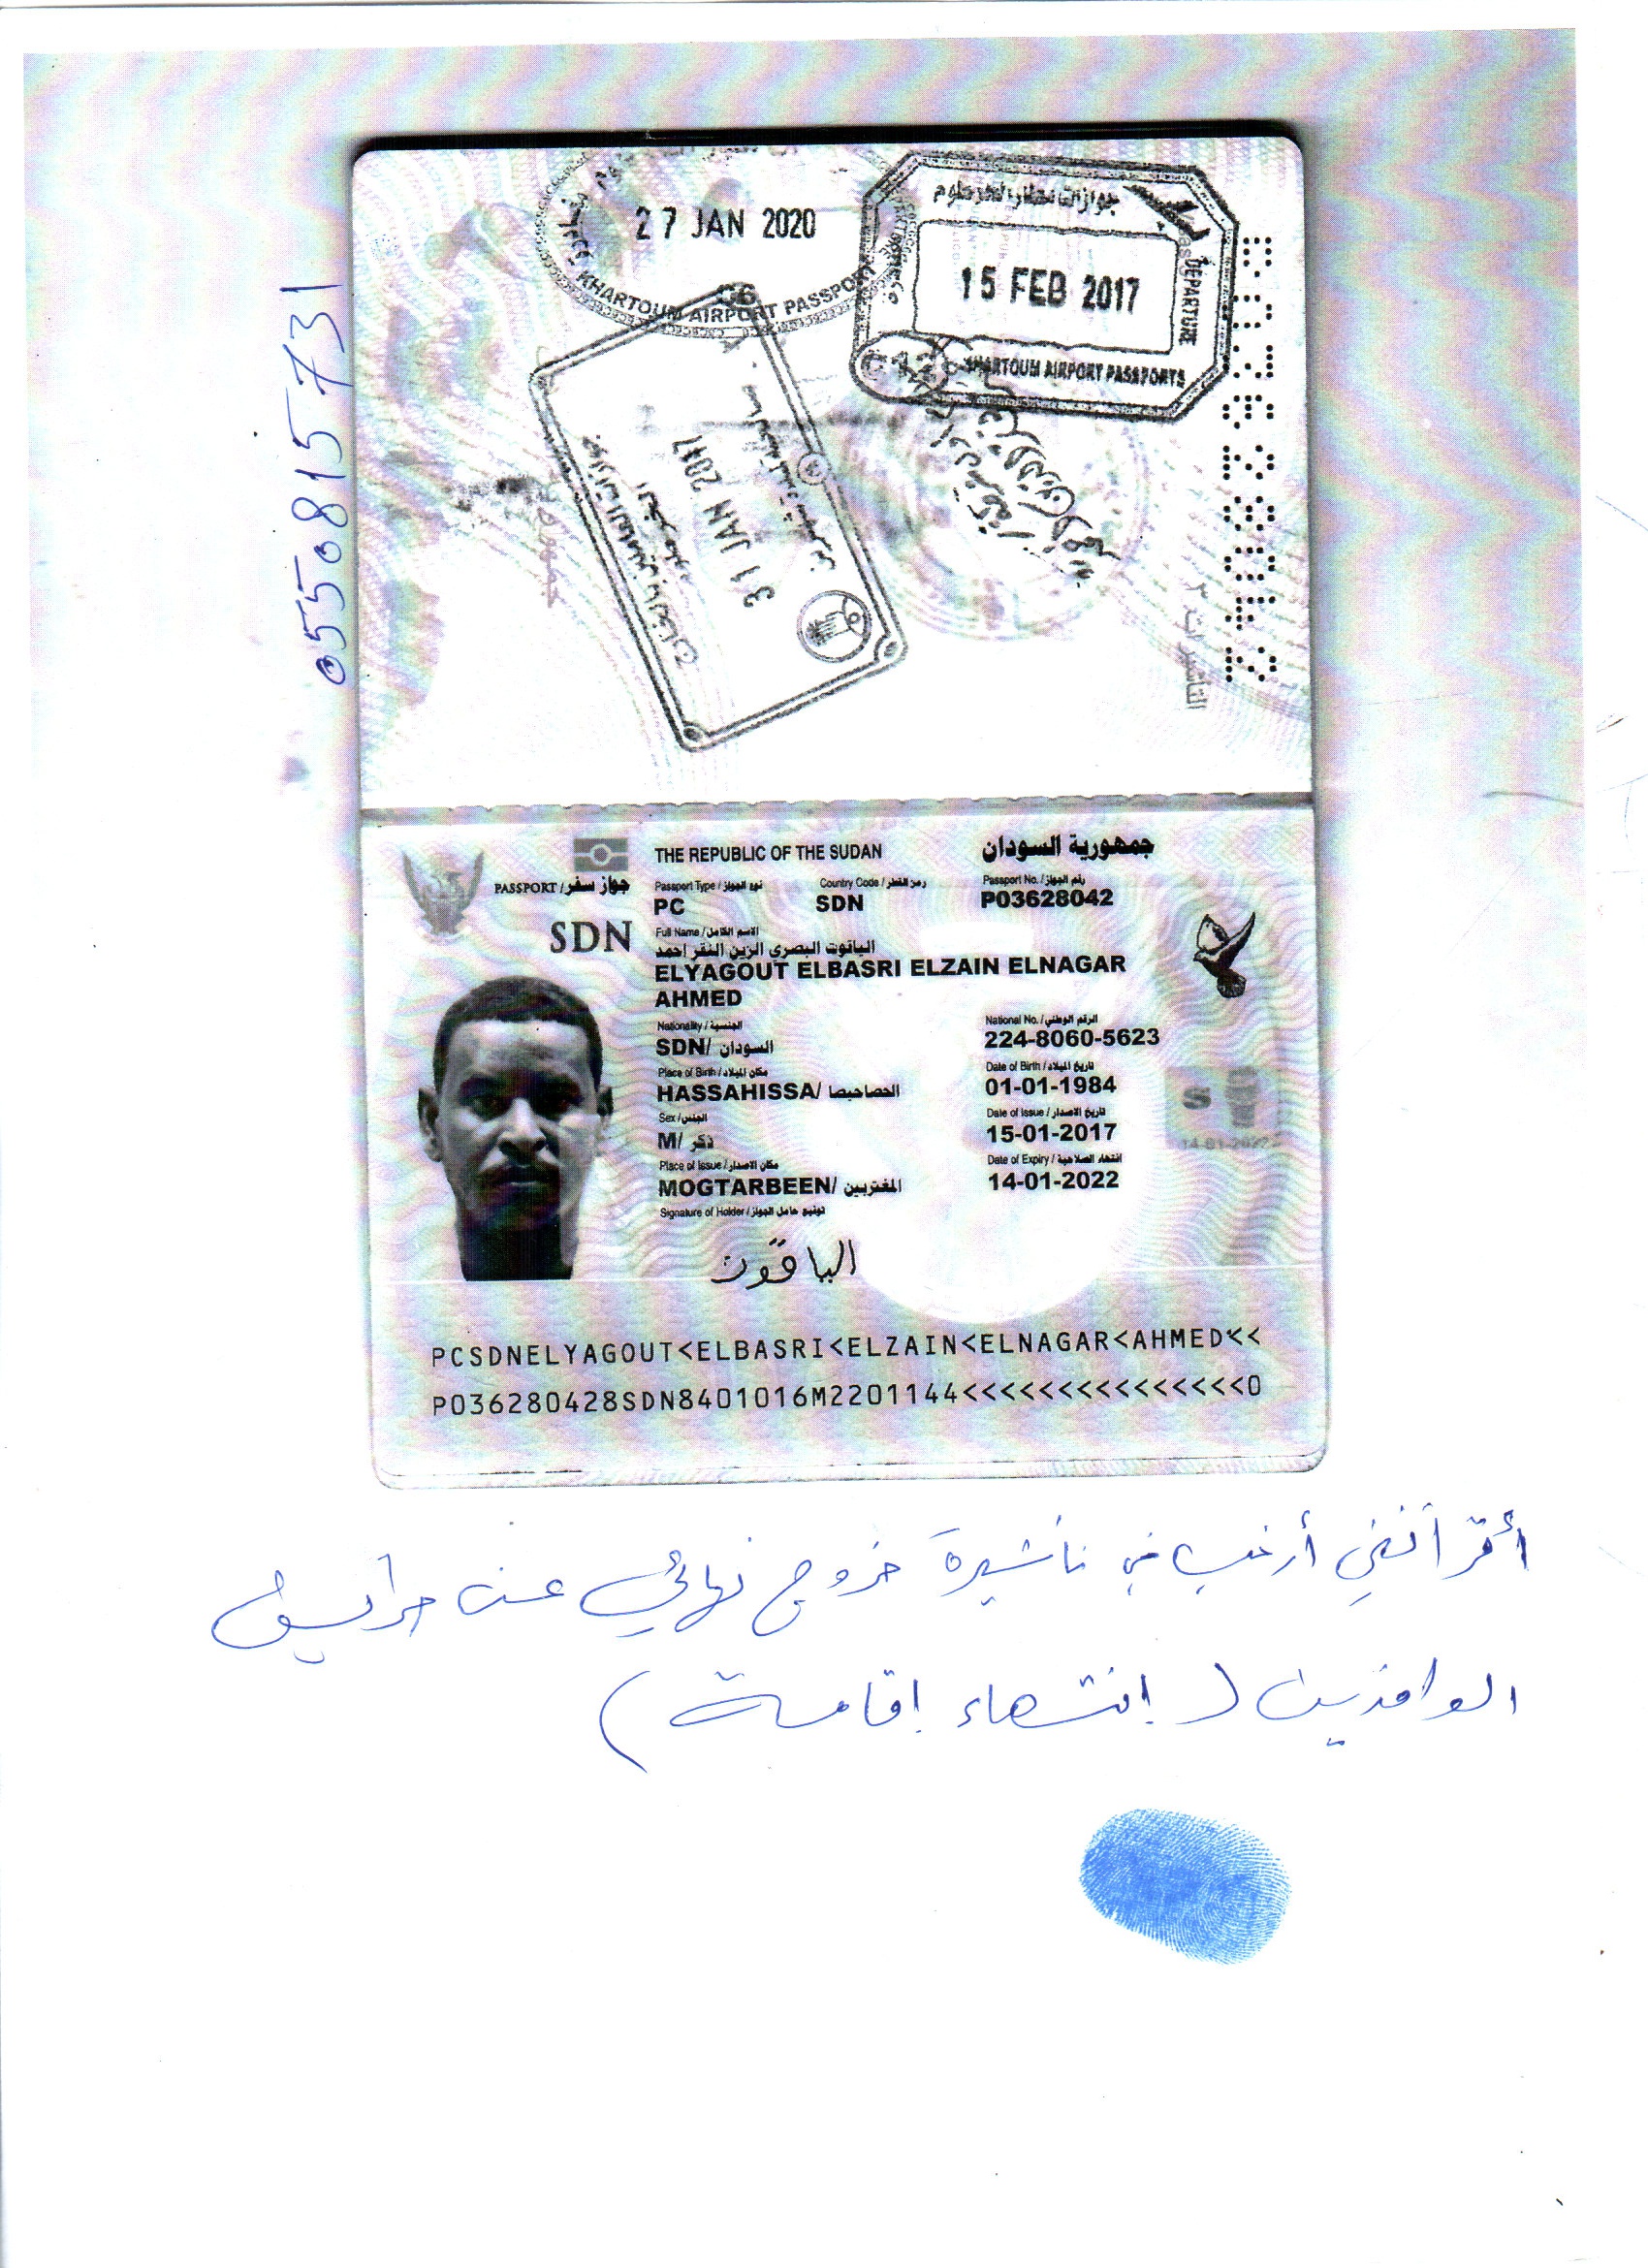 27 JAN 2020
KHARTOUM AIRPORT PASSPORT
06
جوازات مطار الخرطوم
15 FEB 2017
DEPARTURE
KHARTOUM AIRPORT PASSPORTS
31 JAN 2017
0550815731
التأشيرات
THE REPUBLIC OF THE SUDAN جمهورية السودان
PASSPORT / جواز سفر
Passport Type / نوع الجواز Country Code / رمز القطر Passport No. / رقم الجواز
PC SDN P03628042
SDN
Full Name / الاسم الكامل
الياقوت البصرى الزين النقر احمد
ELYAGOUT ELBASRI ELZAIN ELNAGAR
AHMED
Nationality / الجنسية National No. / الرقم الوطني
SDN/ السودان 224-8060-5623
Place of Birth / مكان الميلاد Date of Birth / تاريخ الميلاد
HASSAHISSA/ الحصاحيصا 01-01-1984
Sex / الجنس Date of Issue / تاريخ الاصدار
M/ ذكر 15-01-2017
Place of Issue / مكان الاصدار Date of Expiry / انتهاء الصلاحية
MOGTARBEEN/ المغتربين 14-01-2022
Signature of Holder / توقيع حامل الجواز
S
14-01-2022
الياقوت
PCSDNELYAGOUT<ELBASRI<ELZAIN<ELNAGAR<AHMED<<
P036280428SDN8401016M2201144<<<<<<<<<<<<<<<0
أقر أنني أرغب في تأشيرة خروج نهائي عن
الوافدين ( إنتهاء إقامة )